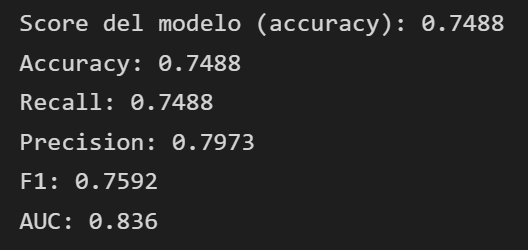 Score del modelo (accuracy): 0.7488
Accuracy: 0.7488
Recall: 0.7488
Precision: 0.7973
F1: 0.7592
AUC: 0.836